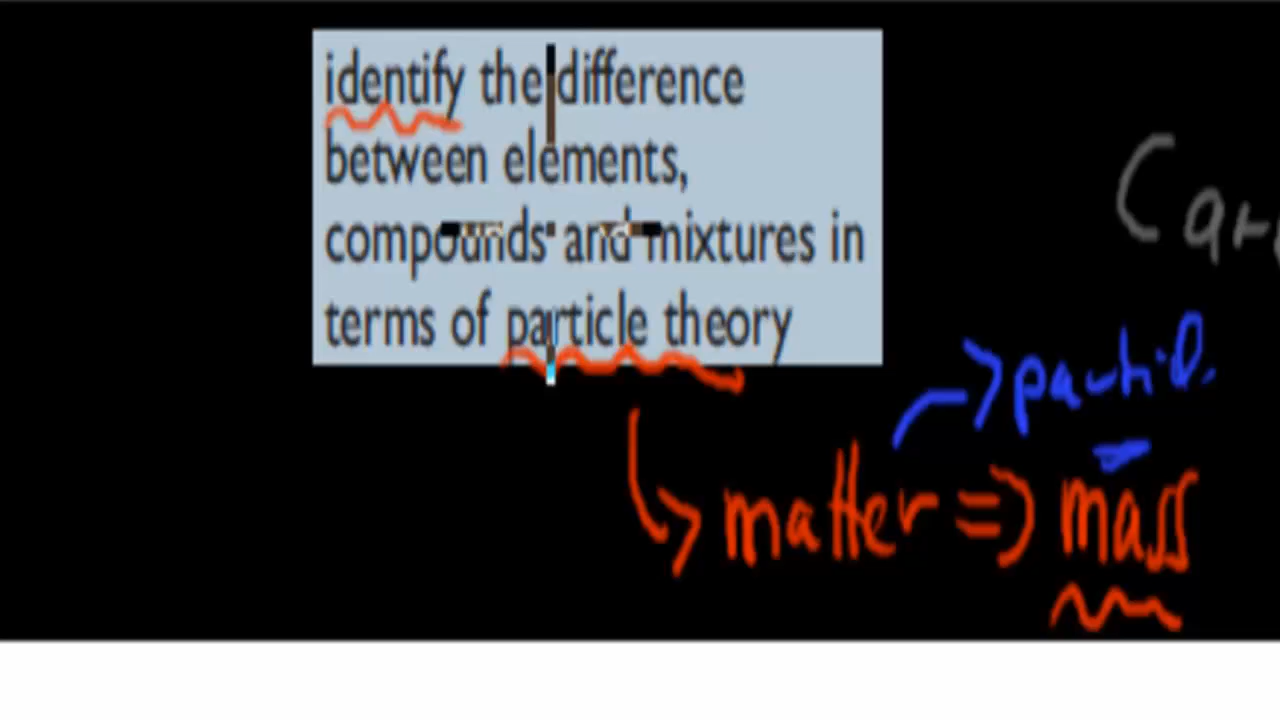 identify the difference
between elements,
compounds and mixtures in
terms of particle theory
matter => mass